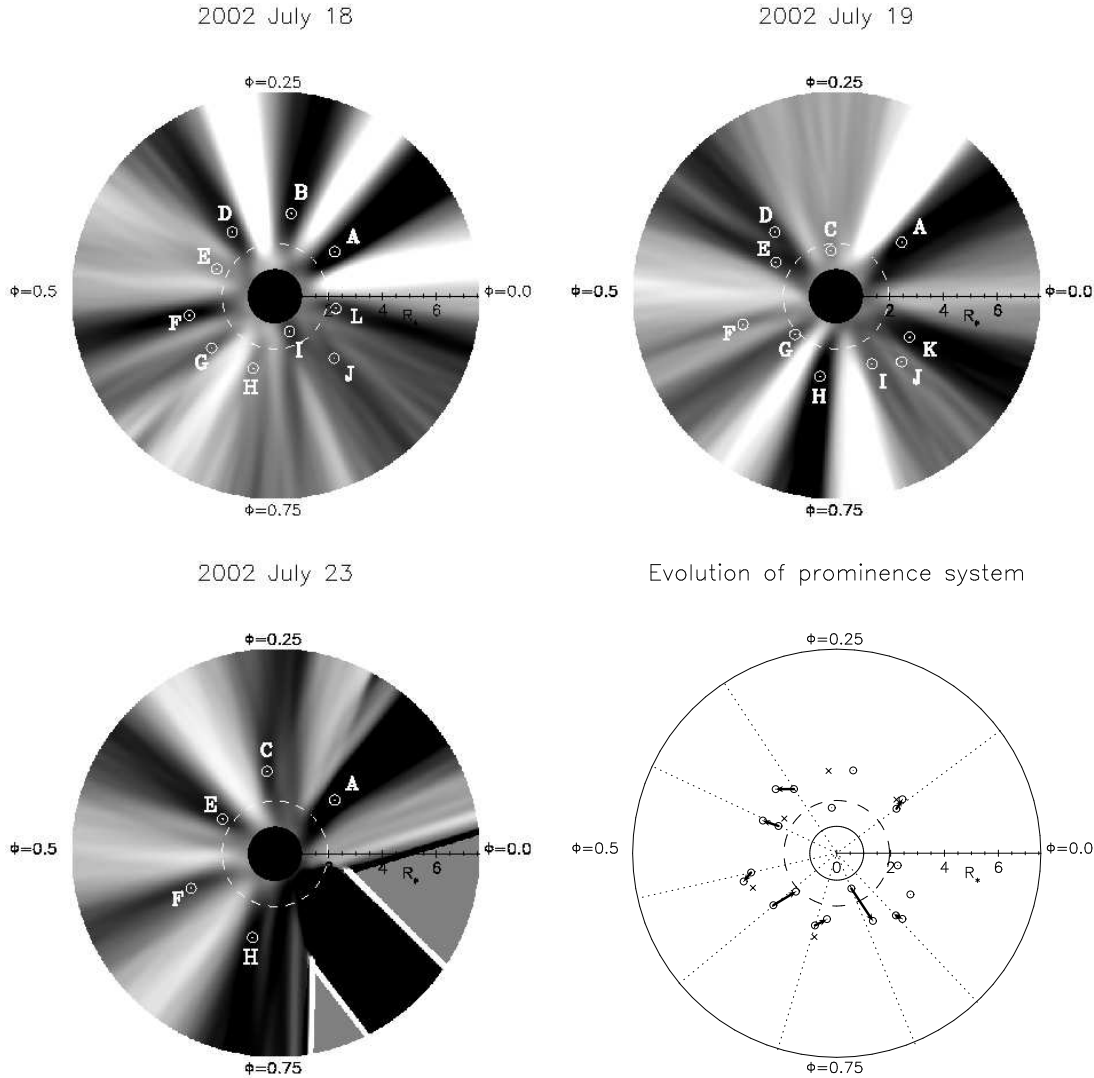 2002 July 18
2002 July 19
Φ=0.25
Φ=0.25
B
D
A
E
Φ=0.5
2 4 6
R*
Φ=0.0
F
L
G
I
H
J
Φ=0.75
D
C
A
E
Φ=0.5
2 4 6
R*
Φ=0.0
F
G
K
H
I
J
Φ=0.75
2002 July 23
Evolution of prominence system
Φ=0.25
Φ=0.25
C
A
E
Φ=0.5
2 4 6
R*
Φ=0.0
F
H
Φ=0.75
Φ=0.5
0 2 4 6
R*
Φ=0.0
Φ=0.75